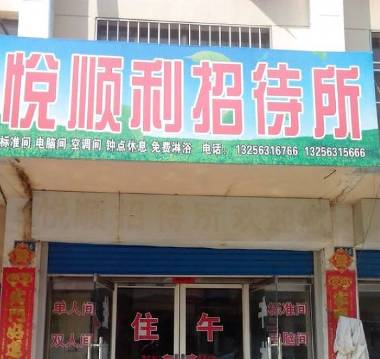 悦顺利招待所
标准间 电脑间 空调间 钟点休息 免费淋浴 电话: 13256316766 13256315666
单人间
双人间
住
午
标准间
电脑间